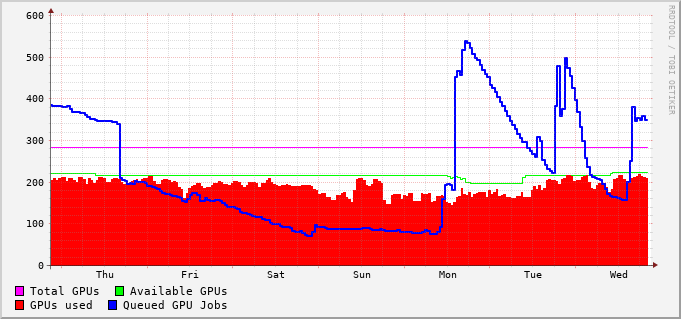 600
500
400
300
200
100
0
Thu Fri Sat Sun Mon Tue Wed
Total GPUs Available GPUs
GPUs used Queued GPU Jobs
RRDTOOL / TOBI OETIKER